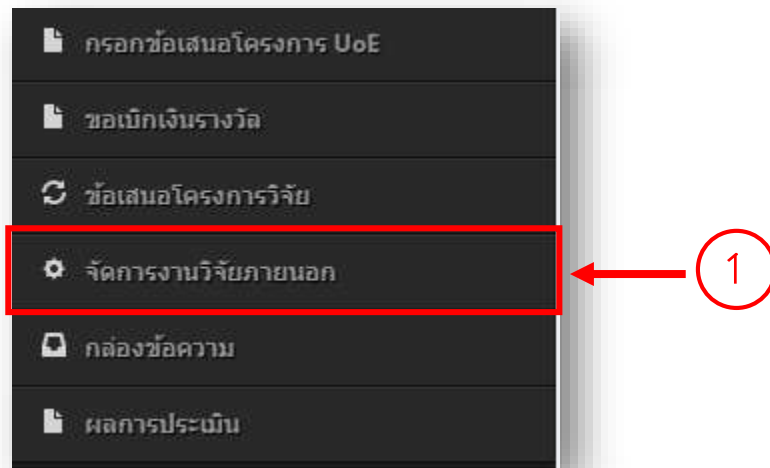 กรอกข้อเสนอโครงการ UoE
ขอเบิกเงินรางวัล
ข้อเสนอโครงการวิจัย
จัดการงานวิจัยภายนอก
1
กล่องข้อความ
ผลการประเมิน